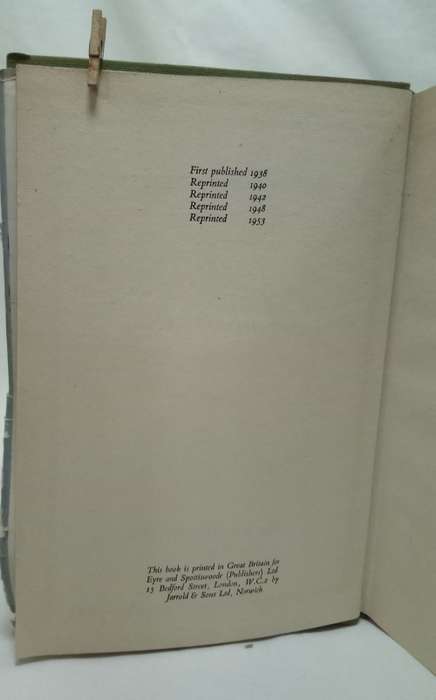 First published 1938
Reprinted 1940
Reprinted 1942
Reprinted 1948
Reprinted 1953
This book is printed in Great Britain for
Eyre and Spottiswoode (Publishers) Ltd
15 Bedford Street, London, W.C.2 by
Jarrold & Sons Ltd, Norwich